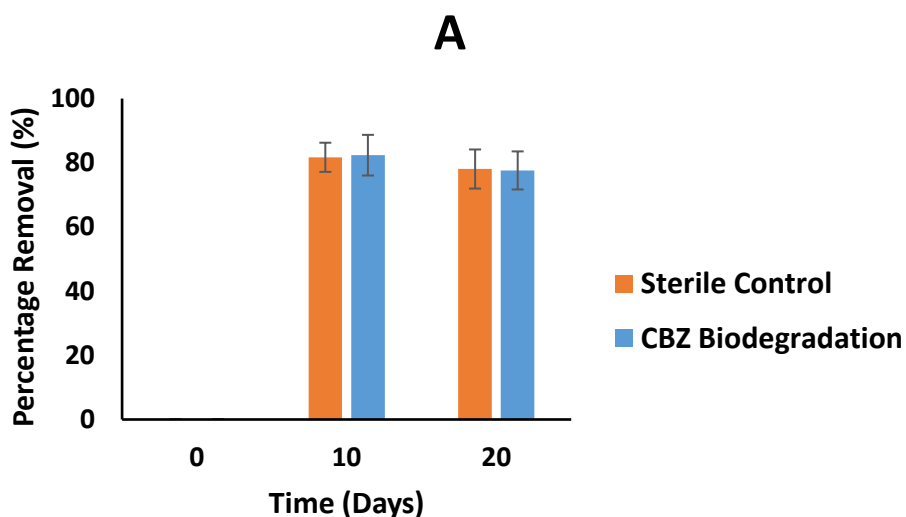 A
Percentage Removal (%)
100
80
60
40
20
0
0 10 20
Time (Days)
Sterile Control
CBZ Biodegradation